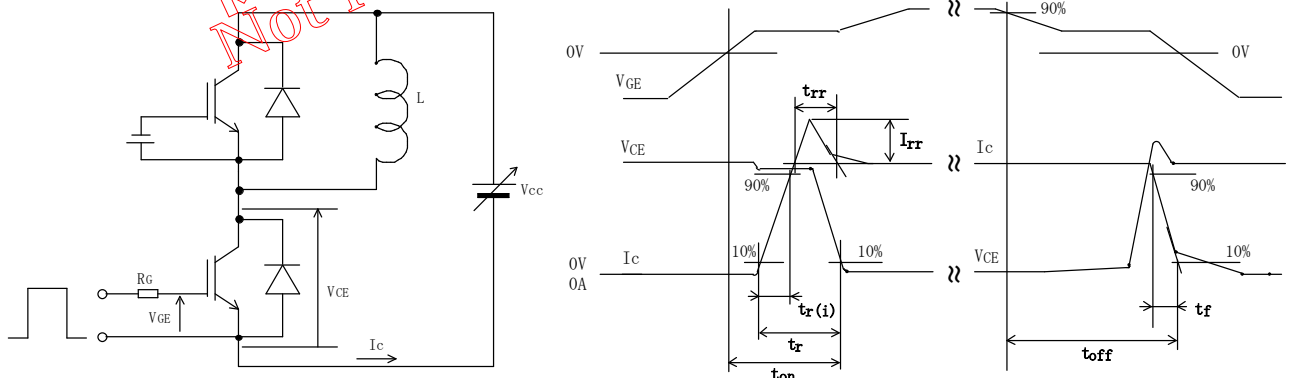 Not
L
Vcc
RG
VGE
VCE
Ic
0V
VGE
trr
Irr
VCE
90%
10%
10%
Ic
0V
0A
tr(i)
tr
ton
90%
0V
Ic
90%
VCE
10%
tf
toff